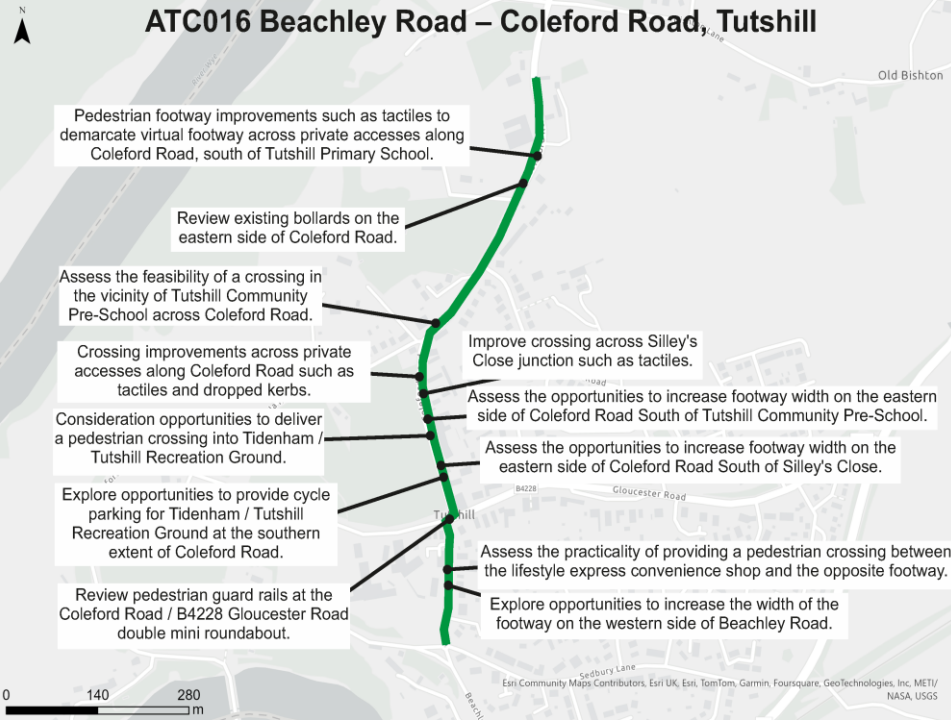 N
ATC016 Beachley Road – Coleford Road, Tutshill
Old Bishton
Lane
Pedestrian footway improvements such as tactiles to
demarcate virtual footway across private accesses along
Coleford Road, south of Tutshill Primary School.
Review existing bollards on the
eastern side of Coleford Road.
Assess the feasibility of a crossing in
the vicinity of Tutshill Community
Pre-School across Coleford Road.
Improve crossing across Silley's
Close junction such as tactiles.
Crossing improvements across private
accesses along Coleford Road such as
tactiles and dropped kerbs.
Road
Assess the opportunities to increase footway width on the eastern
side of Coleford Road South of Tutshill Community Pre-School.
Consideration opportunities to deliver
a pedestrian crossing into Tidenham /
Tutshill Recreation Ground.
Assess the opportunities to increase footway width on the
eastern side of Coleford Road South of Silley's Close.
B4228
Gloucester Road
Explore opportunities to provide cycle
parking for Tidenham / Tutshill
Recreation Ground at the southern
extent of Coleford Road.
Tutshill
Assess the practicality of providing a pedestrian crossing between
the lifestyle express convenience shop and the opposite footway.
Review pedestrian guard rails at the
Coleford Road / B4228 Gloucester Road
double mini roundabout.
Explore opportunities to increase the width of the
footway on the western side of Beachley Road.
Sedbury Lane
Esri Community Maps Contributors, Esri UK, Esri, TomTom, Garmin, Foursquare, GeoTechnologies, Inc, METI/
NASA, USGS
0 140 280
m